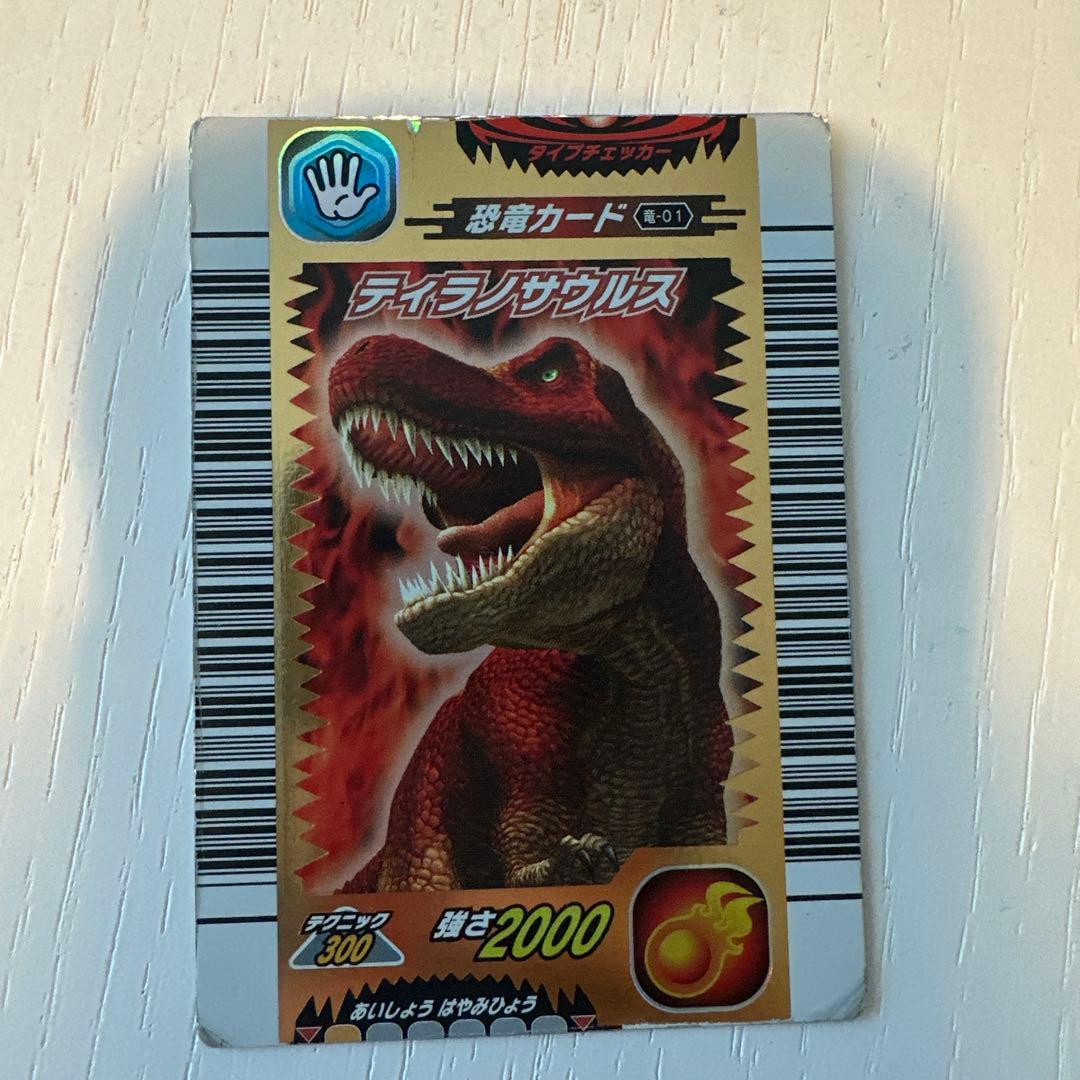 タイプチェッカー
恐竜カード 竜-01
ティラノサウルス
テクニック
300
強さ2000
あいしょう はやみひょう